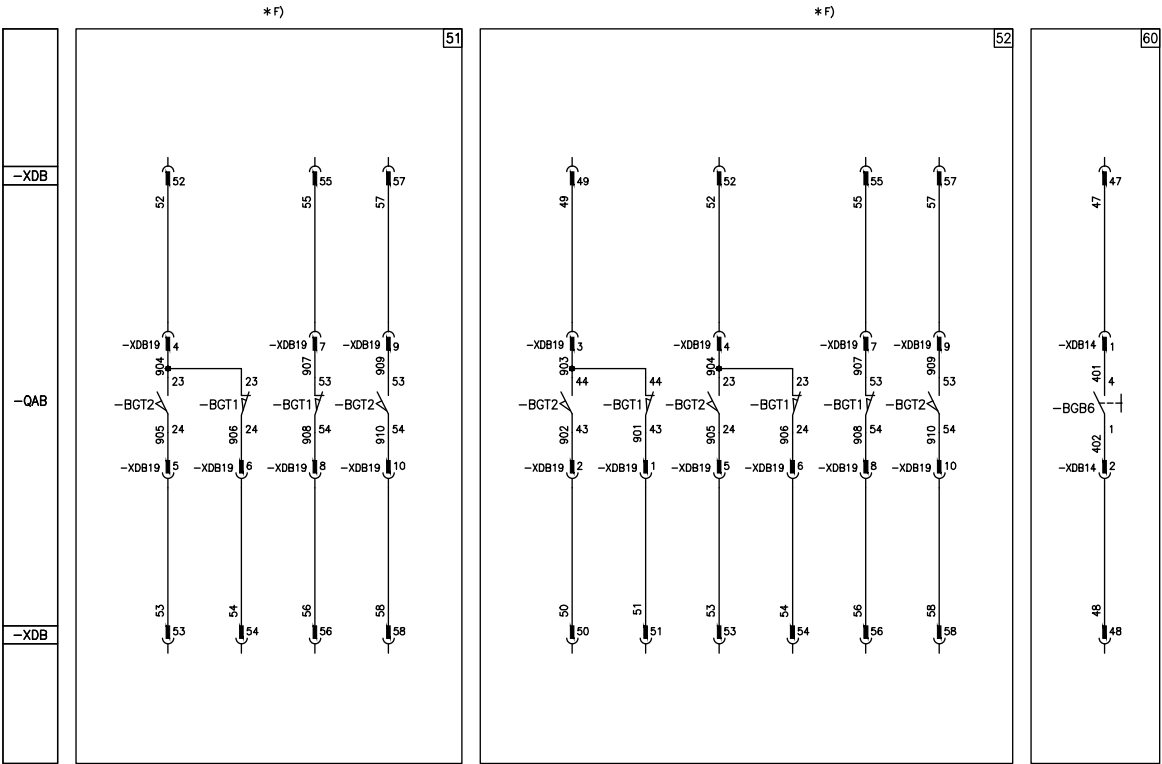 *F) *F)
51 52 60
-XDB
52 55 57 49 52 55 57 47
52 55 57 49 52 55 57 47
-XDB19 4 -XDB19 7 -XDB19 9 -XDB19 3 -XDB19 4 -XDB19 7 -XDB19 9 -XDB14 1
904 907 909 903 904 907 909 401
23 23 53 53 44 44 23 23 53 53 4
-QAB
-BGT2 -BGT1 -BGT1 -BGT2 -BGT2 -BGT1 -BGT2 -BGT1 -BGT1 -BGT2 -BGB6
905 24 906 24 908 54 910 54 902 43 901 43 905 24 906 24 908 54 910 54 402 1
-XDB19 5 -XDB19 6 -XDB19 8 -XDB19 10 -XDB19 2 -XDB19 1 -XDB19 5 -XDB19 6 -XDB19 8 -XDB19 10 -XDB14 2
53 54 56 58 50 51 53 54 56 58 48
-XDB
53 54 56 58 50 51 53 54 56 58 48